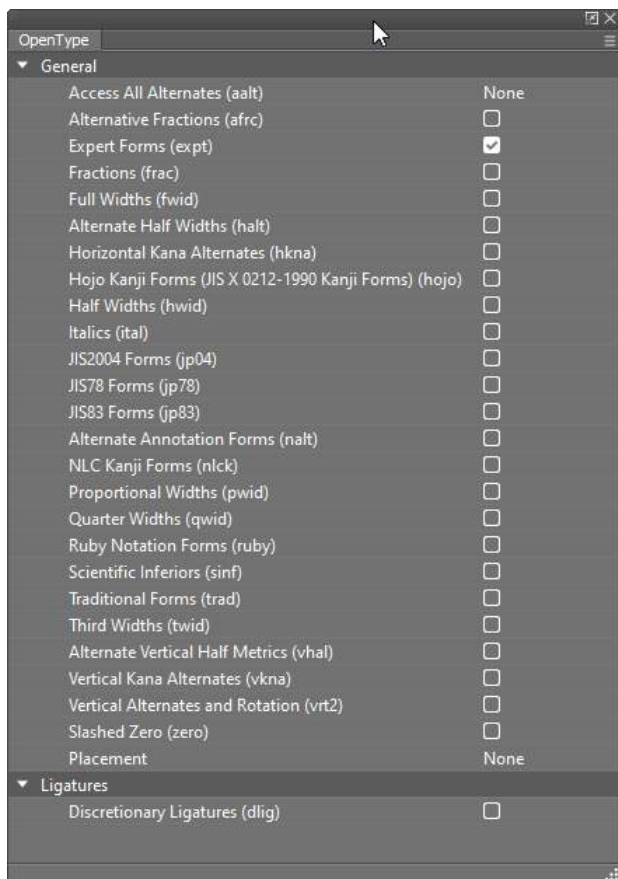 OpenType
General
Access All Alternates (aalt) None
Alternative Fractions (afrc)
Expert Forms (expt)
Fractions (frac)
Full Widths (fwid)
Alternate Half Widths (halt)
Horizontal Kana Alternates (hkna)
Hojo Kanji Forms (JIS X 0212-1990 Kanji Forms) (hojo)
Half Widths (hwid)
Italics (ital)
JIS2004 Forms (jp04)
JIS78 Forms (jp78)
JIS83 Forms (jp83)
Alternate Annotation Forms (nalt)
NLC Kanji Forms (nlck)
Proportional Widths (pwid)
Quarter Widths (qwid)
Ruby Notation Forms (ruby)
Scientific Inferiors (sinf)
Traditional Forms (trad)
Third Widths (twid)
Alternate Vertical Half Metrics (vhal)
Vertical Kana Alternates (vkna)
Vertical Alternates and Rotation (vrt2)
Slashed Zero (zero)
Placement None
Ligatures
Discretionary Ligatures (dlig)